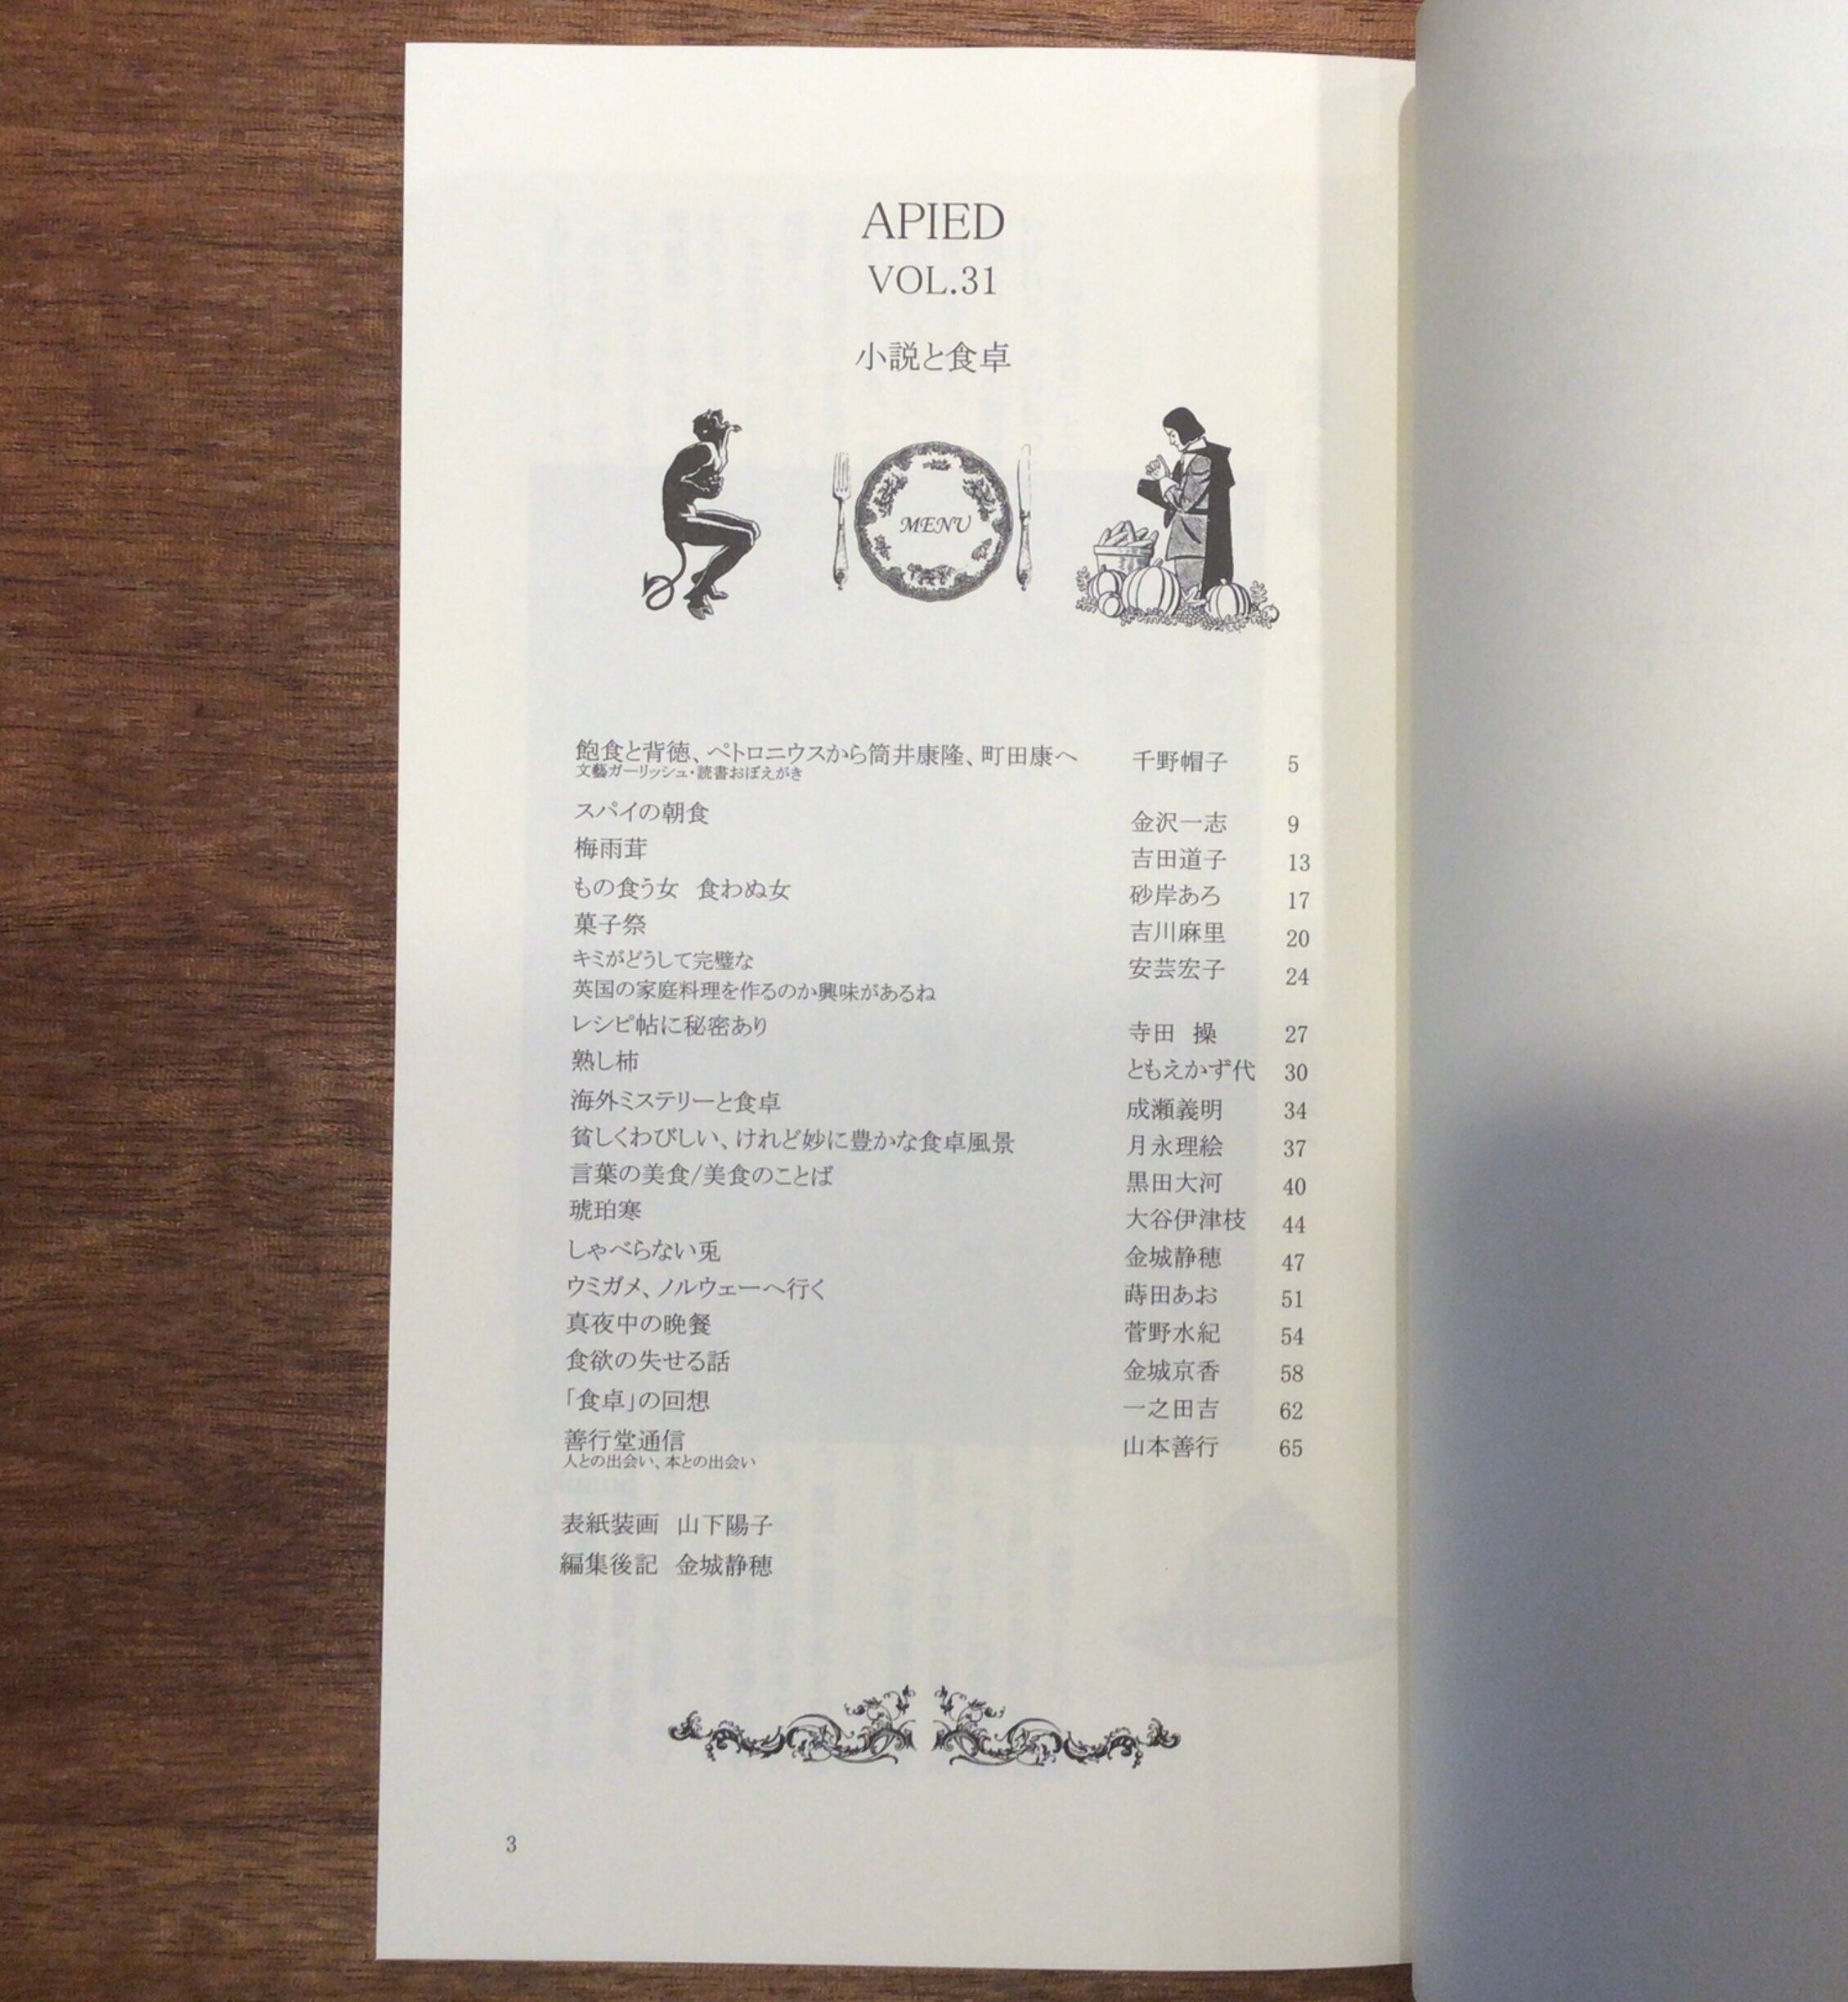 APIED
VOL.31
小説と食卓
MENU
飽食と背徳、ペトロニウスから筒井康隆、町田康へ 千野帽子 5
文藝ガーリッシュ・読書おぼえがき
スパイの朝食 金沢一志 9
梅雨茸 吉田道子 13
もの食う女 食わぬ女 砂岸あろ 17
菓子祭 吉川麻里 20
キミがどうして完璧な 安芸宏子 24
英国の家庭料理を作るのか興味があるね
レシピ帖に秘密あり 寺田 操 27
熟し柿 ともえかず代 30
海外ミステリーと食卓 成瀬義明 34
貧しくわびしい、けれど妙に豊かな食卓風景 月永理絵 37
言葉の美食/美食のことば 黒田大河 40
琥珀寒 大谷伊津枝 44
しゃべらない兎 金城静穂 47
ウミガメ、ノルウェーへ行く 蒔田あお 51
真夜中の晩餐 菅野水紀 54
食欲の失せる話 金城京香 58
「食卓」の回想 一之田吉 62
善行堂通信 山本善行 65
人との出会い、本との出会い
表紙装画 山下陽子
編集後記 金城静穂
3